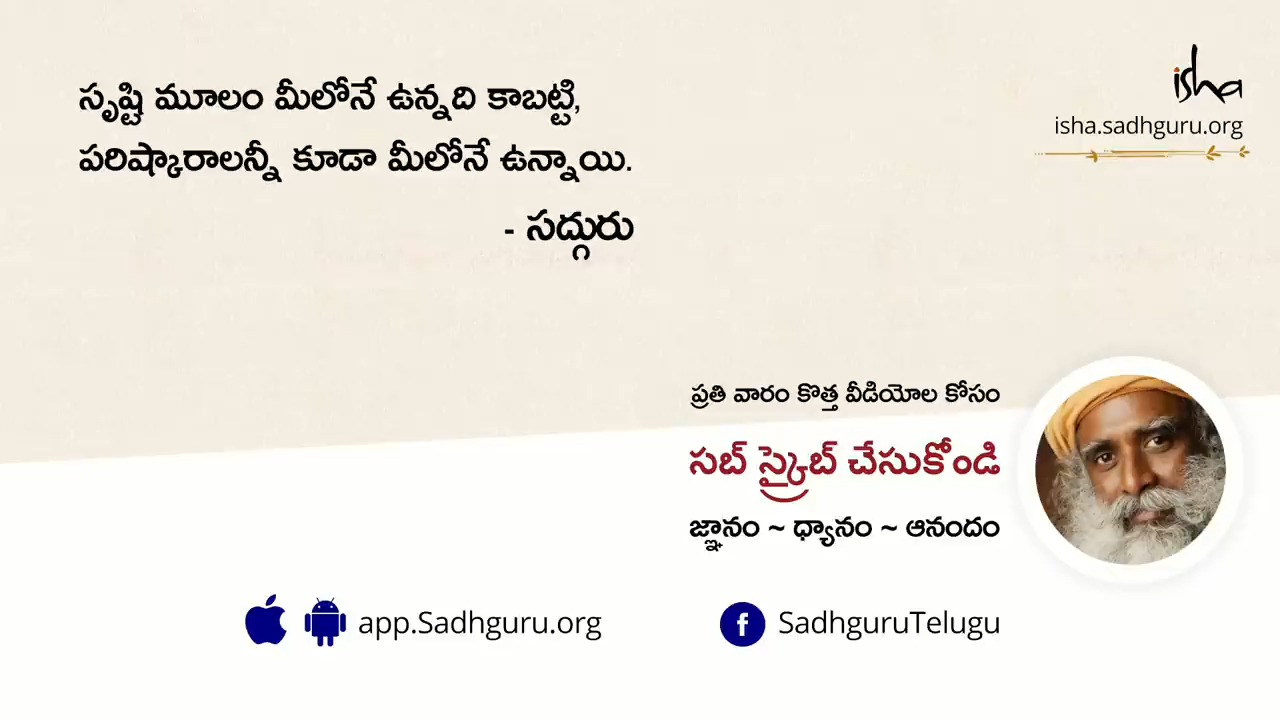 సృష్టి మూలం మీలోనే ఉన్నది కాబట్టి,
పరిష్కారాలన్నీ కూడా మీలోనే ఉన్నాయి.
- సద్గురు
isha
isha.sadhguru.org
ప్రతి వారం కొత్త వీడియోల కోసం
సబ్ స్క్రైబ్ చేసుకోండి
జ్ఞానం ~ ధ్యానం ~ ఆనందం
app.Sadhguru.org
SadhguruTelugu